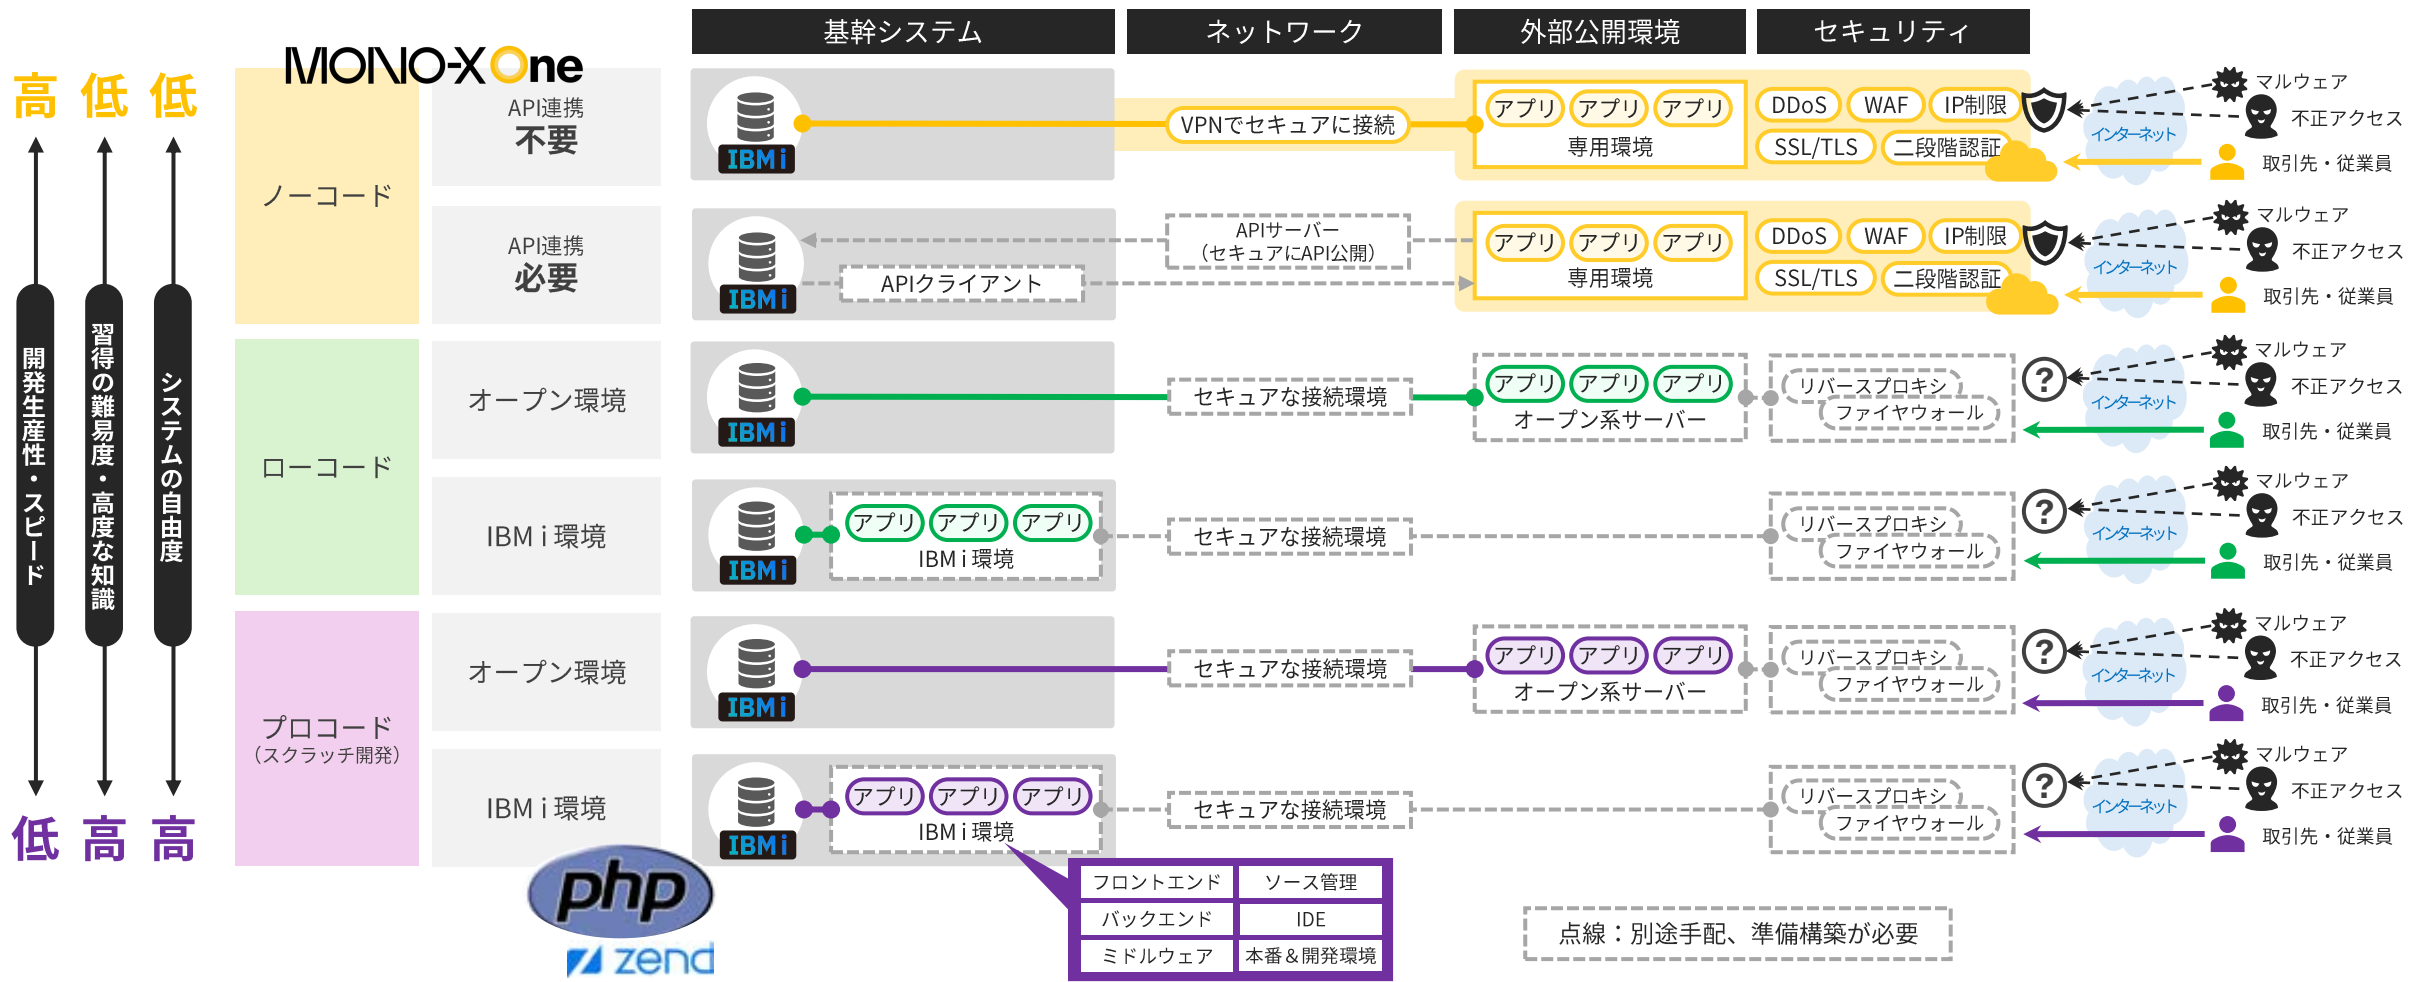 基幹システム
ネットワーク
外部公開環境
セキュリティ
高 低 低
開発生産性・スピード
習得の難易度・高度な知識
システムの自由度
低 高 高
MONO-X One
ノーコード
API連携
不要
IBM i
VPNでセキュアに接続
アプリ アプリ アプリ
専用環境
DDoS WAF IP制限
SSL/TLS 二段階認証
インターネット
マルウェア
不正アクセス
取引先・従業員
API連携
必要
IBM i
APIサーバー
（セキュアにAPI公開）
APIクライアント
アプリ アプリ アプリ
専用環境
DDoS WAF IP制限
SSL/TLS 二段階認証
インターネット
マルウェア
不正アクセス
取引先・従業員
ローコード
オープン環境
IBM i
セキュアな接続環境
アプリ アプリ アプリ
オープン系サーバー
リバースプロキシ
ファイヤウォール
?
インターネット
マルウェア
不正アクセス
取引先・従業員
IBM i 環境
IBM i
アプリ アプリ アプリ
IBM i 環境
セキュアな接続環境
リバースプロキシ
ファイヤウォール
?
インターネット
マルウェア
不正アクセス
取引先・従業員
プロコード
（スクラッチ開発）
オープン環境
IBM i
セキュアな接続環境
アプリ アプリ アプリ
オープン系サーバー
リバースプロキシ
ファイヤウォール
?
インターネット
マルウェア
不正アクセス
取引先・従業員
IBM i 環境
IBM i
アプリ アプリ アプリ
IBM i 環境
セキュアな接続環境
リバースプロキシ
ファイヤウォール
?
インターネット
マルウェア
不正アクセス
取引先・従業員
php
zend
フロントエンド ソース管理
バックエンド IDE
ミドルウェア 本番＆開発環境
点線：別途手配、準備構築が必要